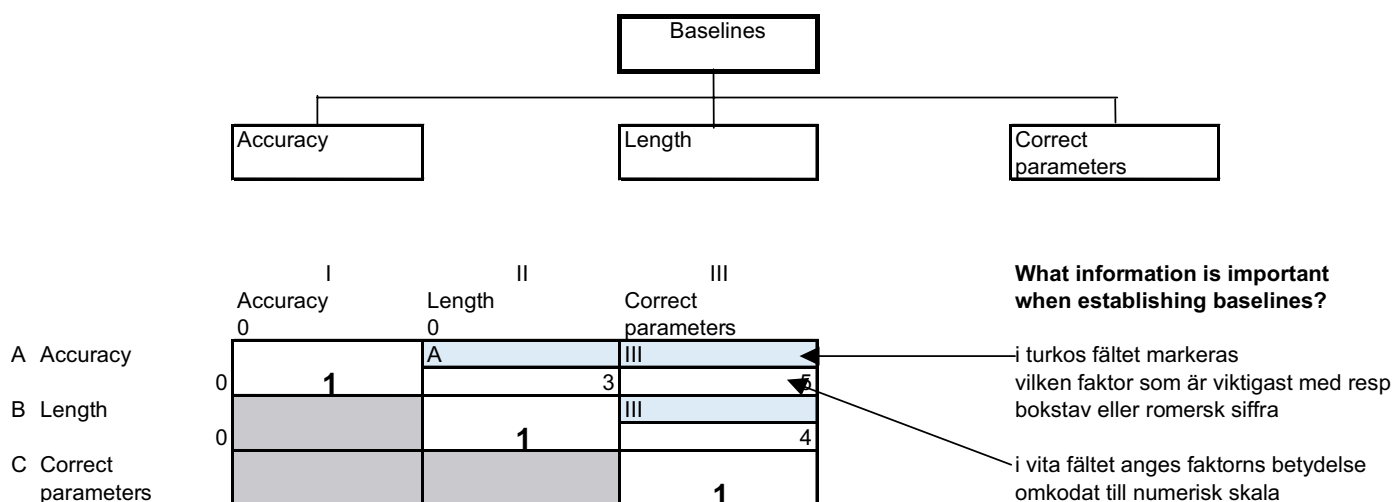 Baselines
Accuracy
Length
Correct
parameters
I
II
III
What information is important
when establishing baselines?
Accuracy
Length
Correct
parameters
0
0
A Accuracy
A
III
0
1
3
5
i turkos fältet markeras
vilken faktor som är viktigast med resp
bokstav eller romersk siffra
B Length
III
0
1
4
C Correct
parameters
1
i vita fältet anges faktorns betydelse
omkodat till numerisk skala